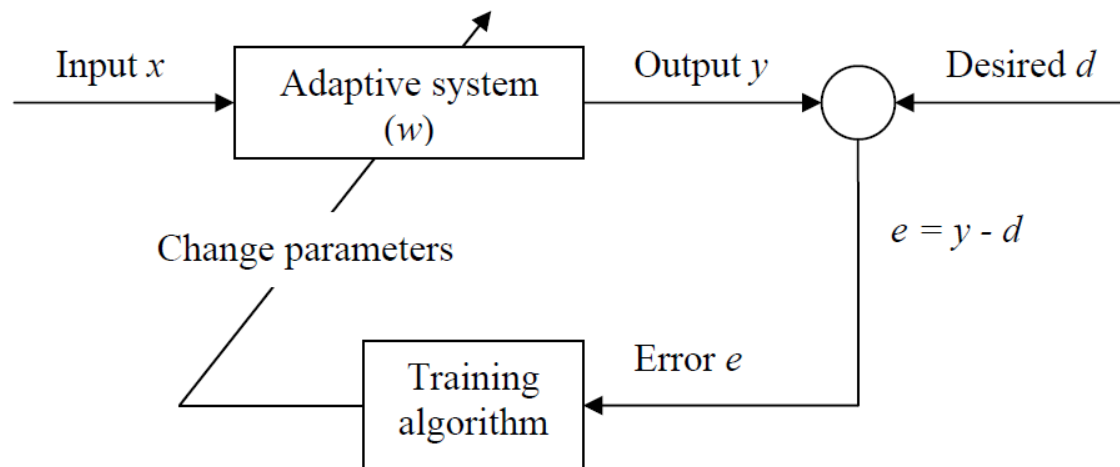 Input x
Adaptive system
(w)
Output y
Desired d
e = y - d
Change parameters
Training
algorithm
Error e